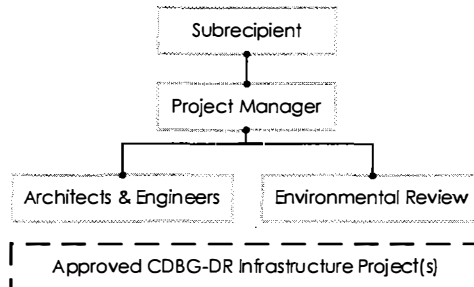 Subrecipient
Project Manager
Architects & Engineers
Environmental Review
Approved CDBG-DR Infrastructure Project(s)